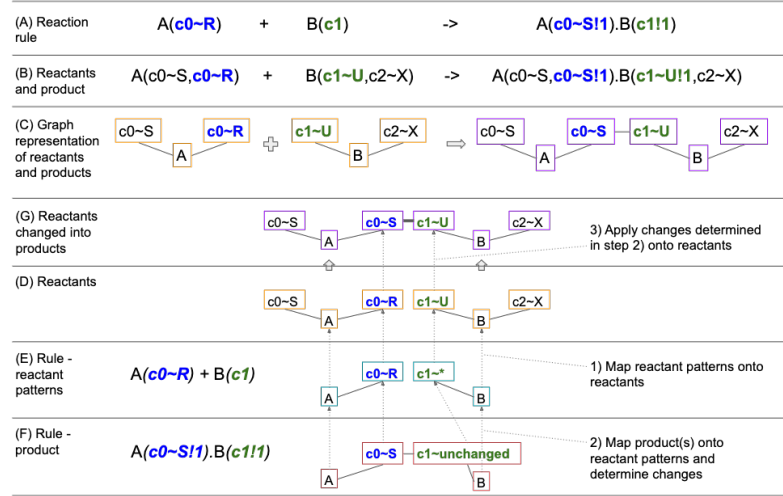 (A) Reaction
rule
A(c0~R) + B(c1) -> A(c0~S!1).B(c1!1)
(B) Reactants
and product
A(c0~S,c0~R) + B(c1~U,c2~X) -> A(c0~S,c0~S!1).B(c1~U!1,c2~X)
(C) Graph
representation
of reactants
and products
c0~S c0~R c1~U c2~X c0~S c0~S c1~U c2~X
A B A B
(G) Reactants
changed into
products
c0~S c0~S c1~U c2~X
A B
3) Apply changes determined
in step 2) onto reactants
(D) Reactants
c0~S c0~R c1~U c2~X
A B
(E) Rule -
reactant
patterns
A(c0~R) + B(c1)
c0~R c1~*
A B
1) Map reactant patterns onto
reactants
(F) Rule -
product
A(c0~S!1).B(c1!1)
c0~S c1~unchanged
A B
2) Map product(s) onto
reactant patterns and
determine changes